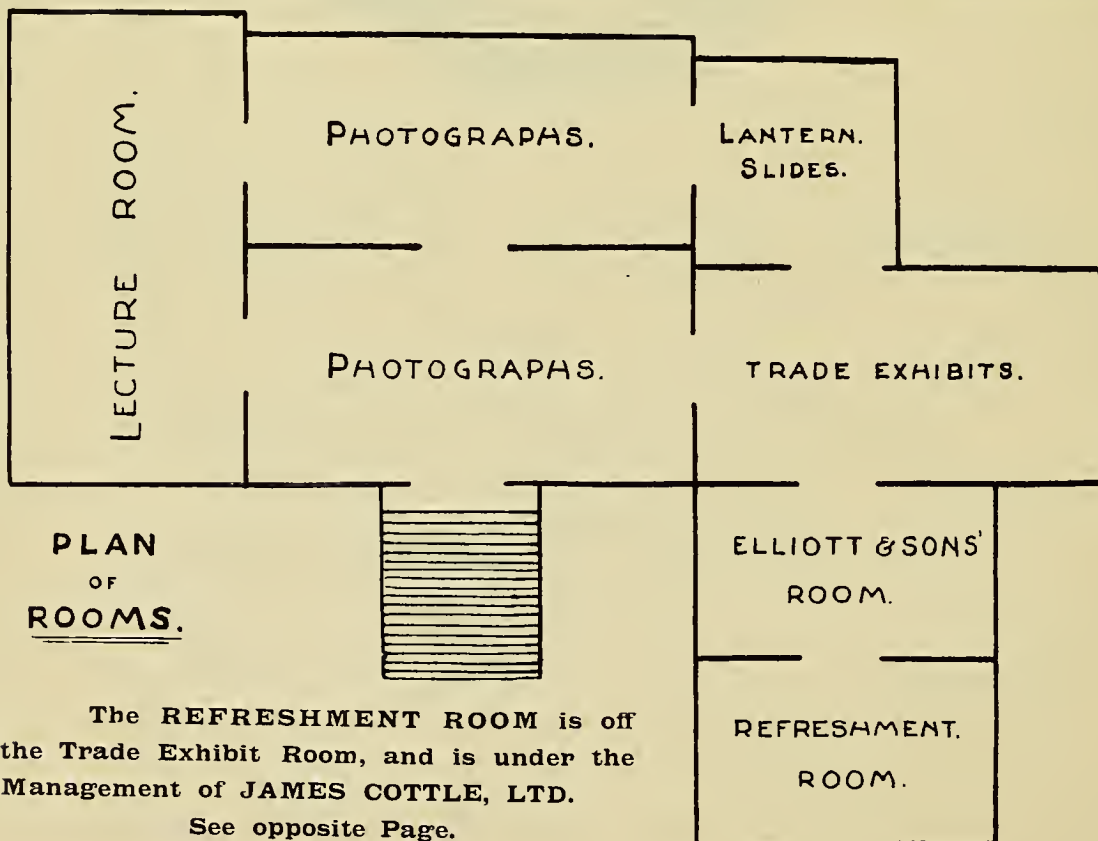 LECTURE ROOM.
PHOTOGRAPHS.
LANTERN.
SLIDES.
PHOTOGRAPHS.
TRADE EXHIBITS.
PLAN
OF
ROOMS.
ELLIOTT & SONS'
ROOM.
REFRESHMENT.
ROOM.
The REFRESHMENT ROOM is off
the Trade Exhibit Room, and is under the
Management of JAMES COTTLE, LTD.
See opposite Page.